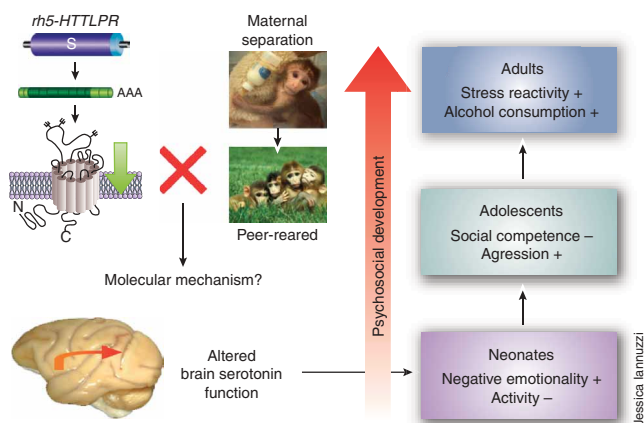 rh5-HTTLPR
S
AAA
N
C
Maternal
separation
Peer-reared
Molecular mechanism?
Altered
brain serotonin
function
Psychosocial development
Adults
Stress reactivity +
Alcohol consumption +
Adolescents
Social competence –
Agression +
Neonates
Negative emotionality +
Activity –
Jessica Iannuzzi